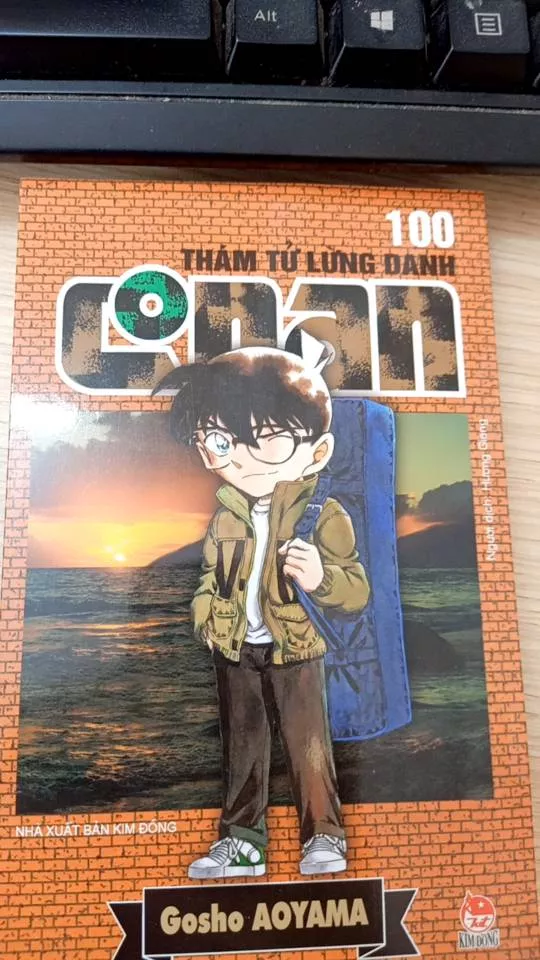 Alt
100
THÁM TỬ LỪNG DANH
CONAN
Người dịch: Hương Giang
NHÀ XUẤT BẢN KIM ĐỒNG
Gosho AOYAMA
KIM ĐỒNG